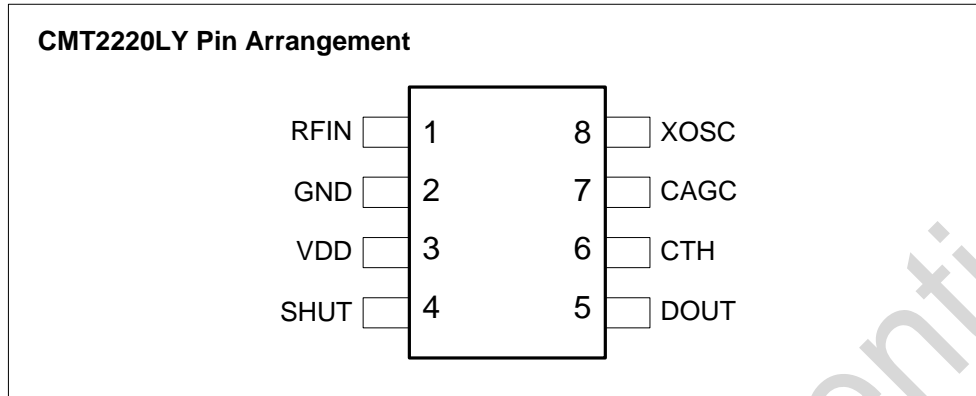 CMT2220LY Pin Arrangement
RFIN 1 8 XOSC
GND 2 7 CAGC
VDD 3 6 CTH
SHUT 4 5 DOUT
enti